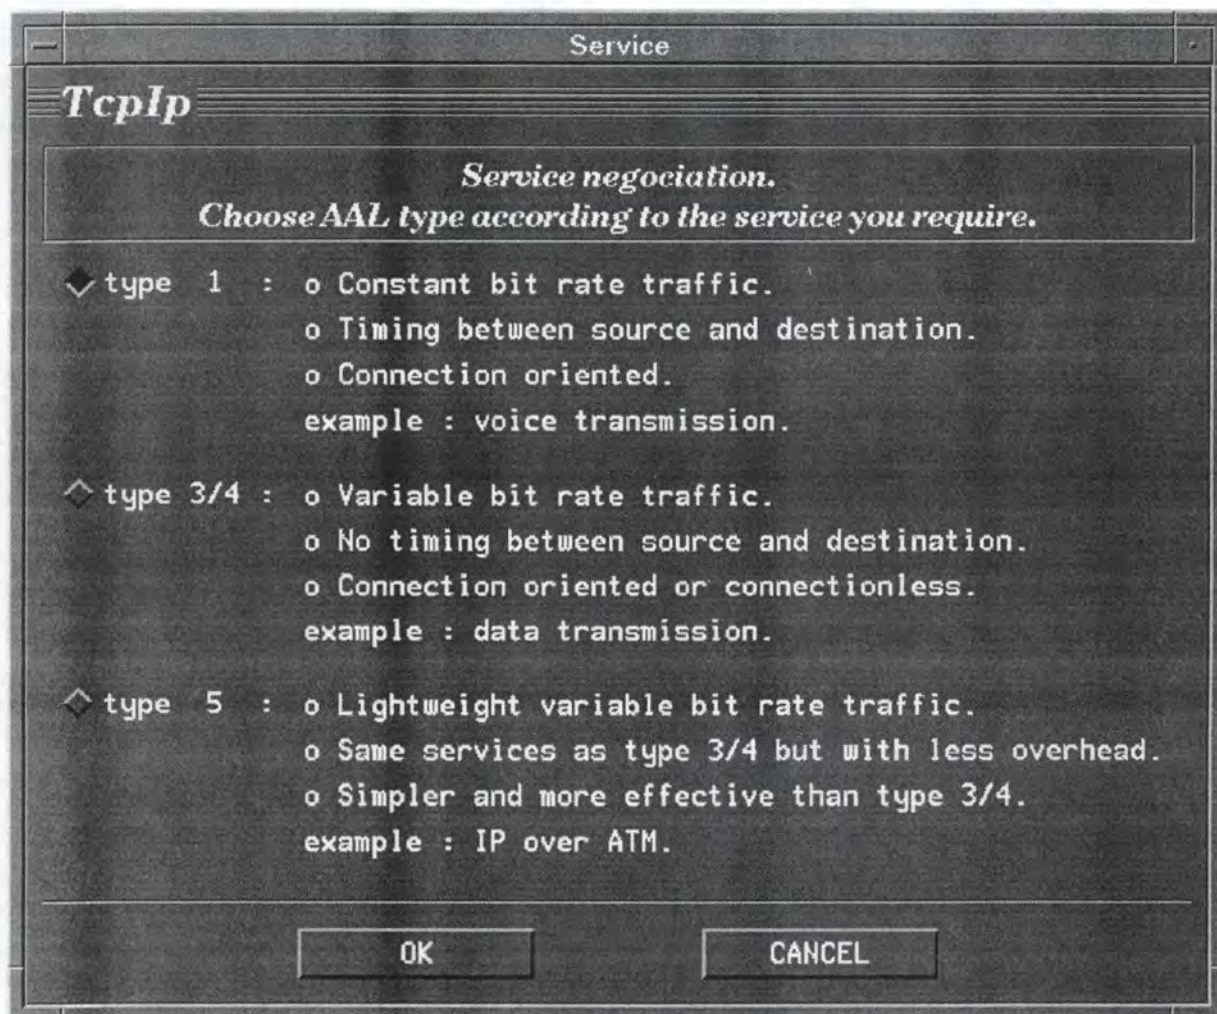 Service
TcpIp
Service negociation.
Choose AAL type according to the service you require.
type 1 : o Constant bit rate traffic.
o Timing between source and destination.
o Connection oriented.
example : voice transmission.
type 3/4 : o Variable bit rate traffic.
o No timing between source and destination.
o Connection oriented or connectionless.
example : data transmission.
type 5 : o Lightweight variable bit rate traffic.
o Same services as type 3/4 but with less overhead.
o Simpler and more effective than type 3/4.
example : IP over ATM.
OK CANCEL